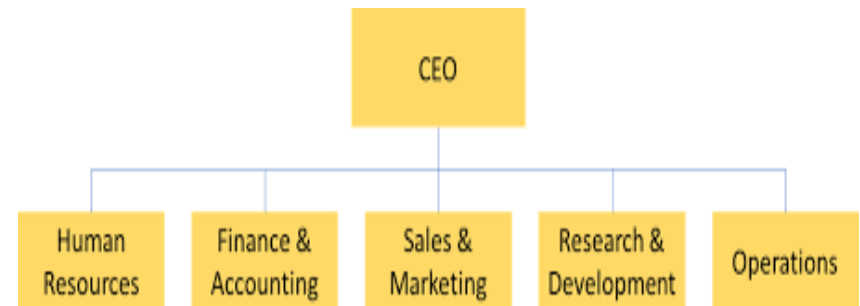 CEO
Human
Resources
Finance &
Accounting
Sales &
Marketing
Research &
Development
Operations